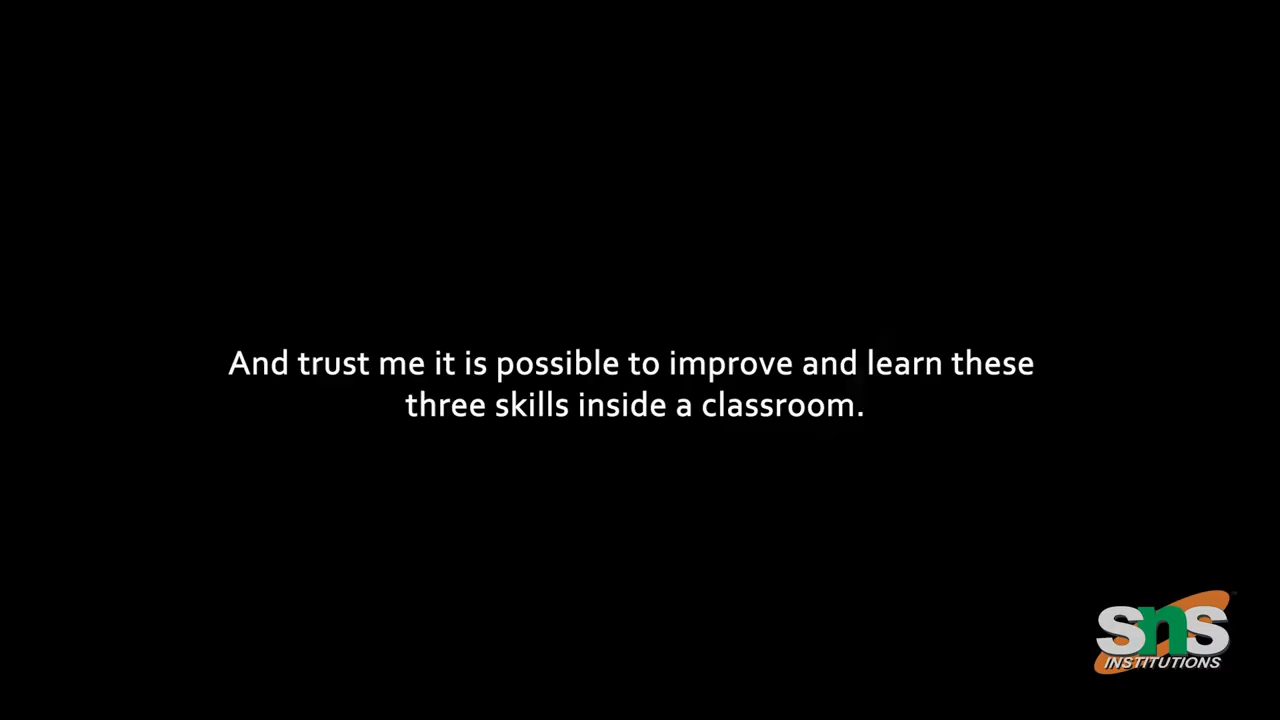 And trust me it is possible to improve and learn these
three skills inside a classroom.
sns
INSTITUTIONS